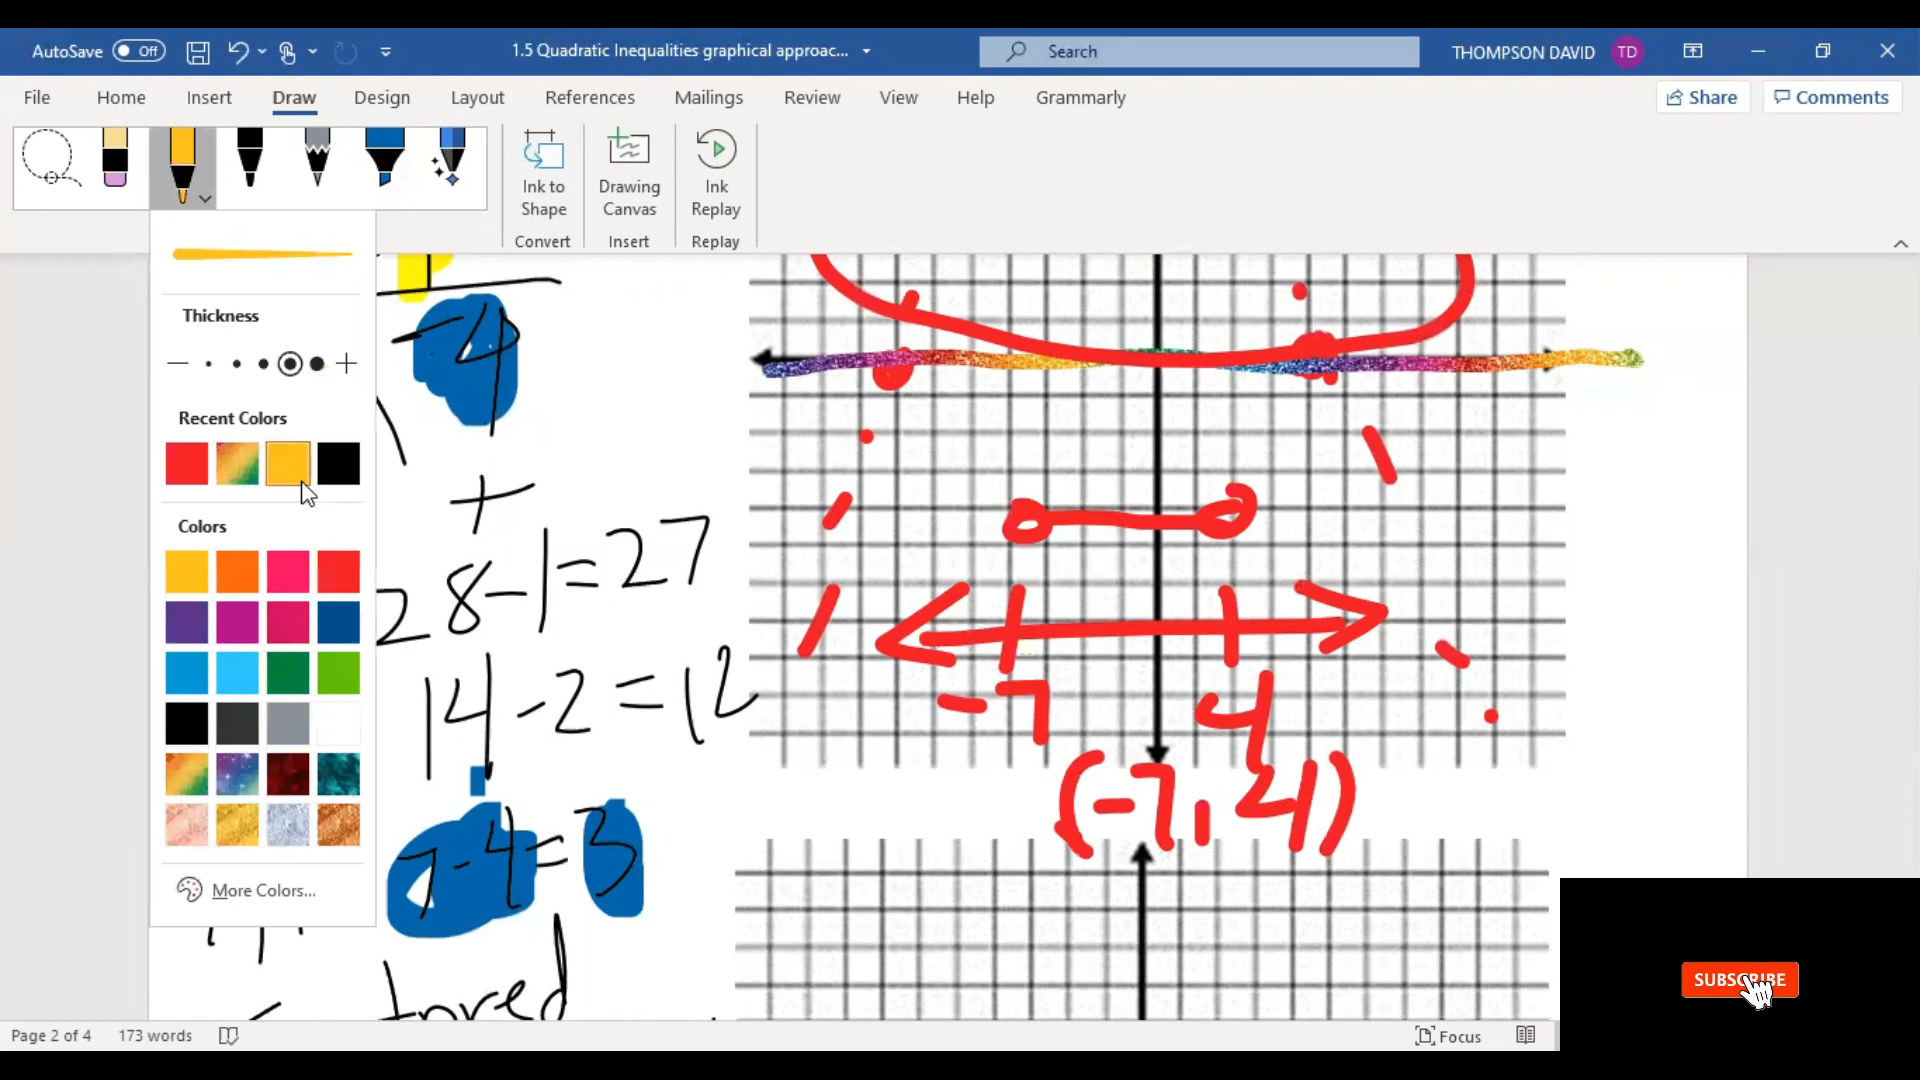 AutoSave Off 1.5 Quadratic Inequalities graphical approac... Search THOMPSON DAVID TD
File Home Insert Draw Design Layout References Mailings Review View Help Grammarly Share Comments
Ink to Shape
Drawing Canvas
Ink Replay
Convert Insert Replay
Thickness
Recent Colors
Colors
More Colors...
-4
+
28-1=27
14-2=12
7-4=3
-7 4
(-7, 4)
SUBSCRIBE
Page 2 of 4 173 words Focus